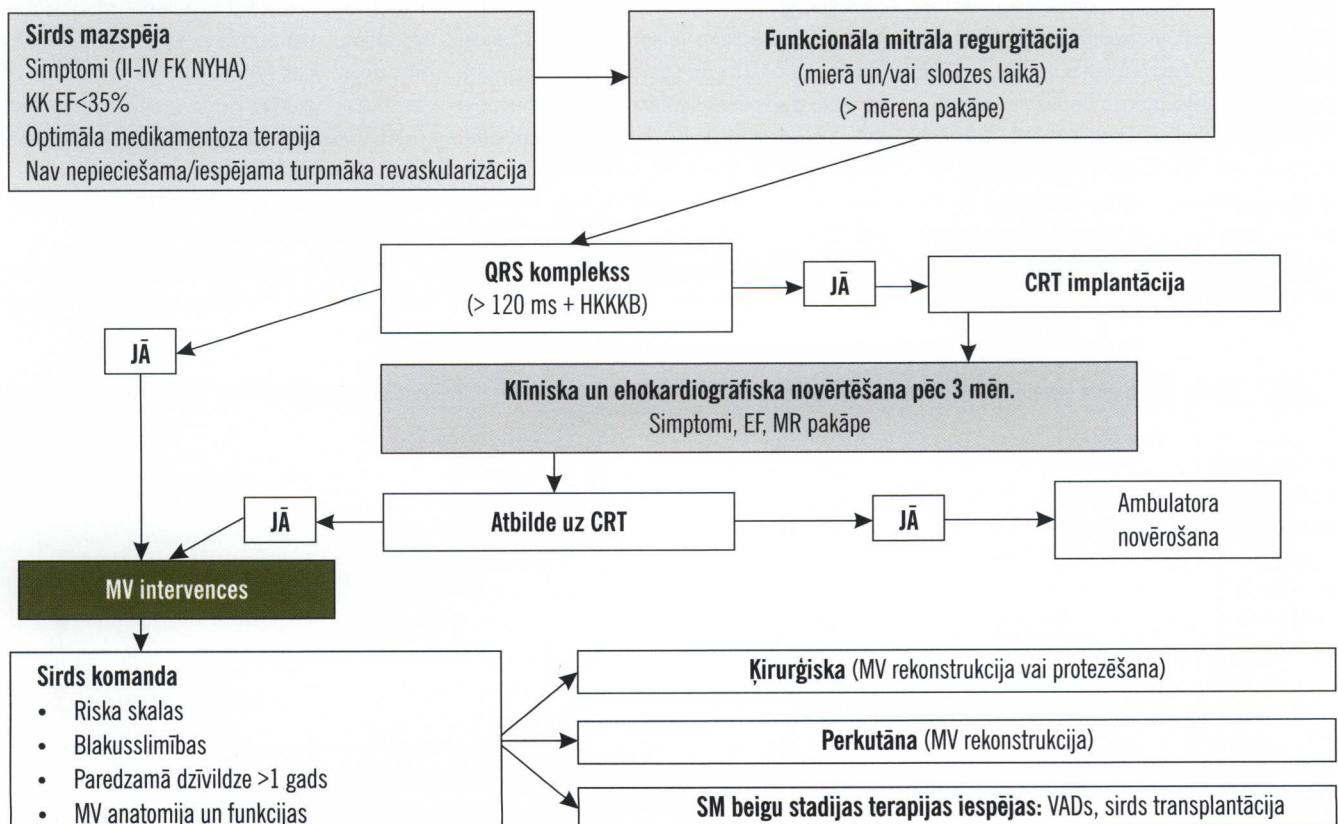 Sirds mazspēja
Simptomi (II-IV FK NYHA)
KK EF<35%
Optimāla medikamentoza terapija
Nav nepieciešama/iespējama turpmāka revaskularizācija
Funkcionāla mitrāla regurgitācija
(mierā un/vai slodzes laikā)
(> mērena pakāpe)
QRS komplekss
(> 120 ms + HKKKB)
JĀ
CRT implantācija
JĀ
Klīniska un ehokardiogrāfiska novērtēšana pēc 3 mēn.
Simptomi, EF, MR pakāpe
JĀ
Atbilde uz CRT
JĀ
Ambulatora
novērošana
MV intervences
Sirds komanda
• Riska skalas
• Blakusslimības
• Paredzamā dzīvildze >1 gads
• MV anatomija un funkcijas
Ķirurģiska (MV rekonstrukcija vai protezēšana)
Perkutāna (MV rekonstrukcija)
SM beigu stadijas terapijas iespējas: VADs, sirds transplantācija